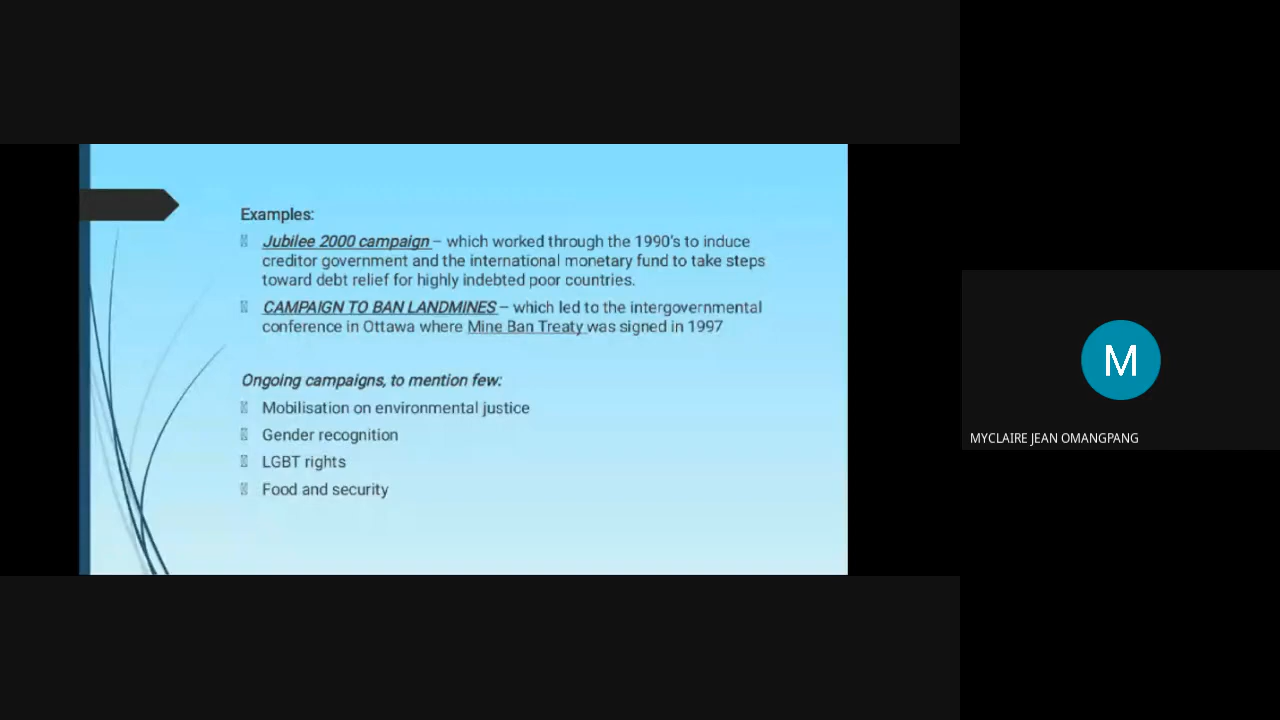 Examples:
Jubilee 2000 campaign – which worked through the 1990's to induce
creditor government and the international monetary fund to take steps
toward debt relief for highly indebted poor countries.
CAMPAIGN TO BAN LANDMINES – which led to the intergovernmental
conference in Ottawa where Mine Ban Treaty was signed in 1997
Ongoing campaigns, to mention few:
Mobilisation on environmental justice
Gender recognition
LGBT rights
Food and security
M
MYCLAIRE JEAN OMANGPANG